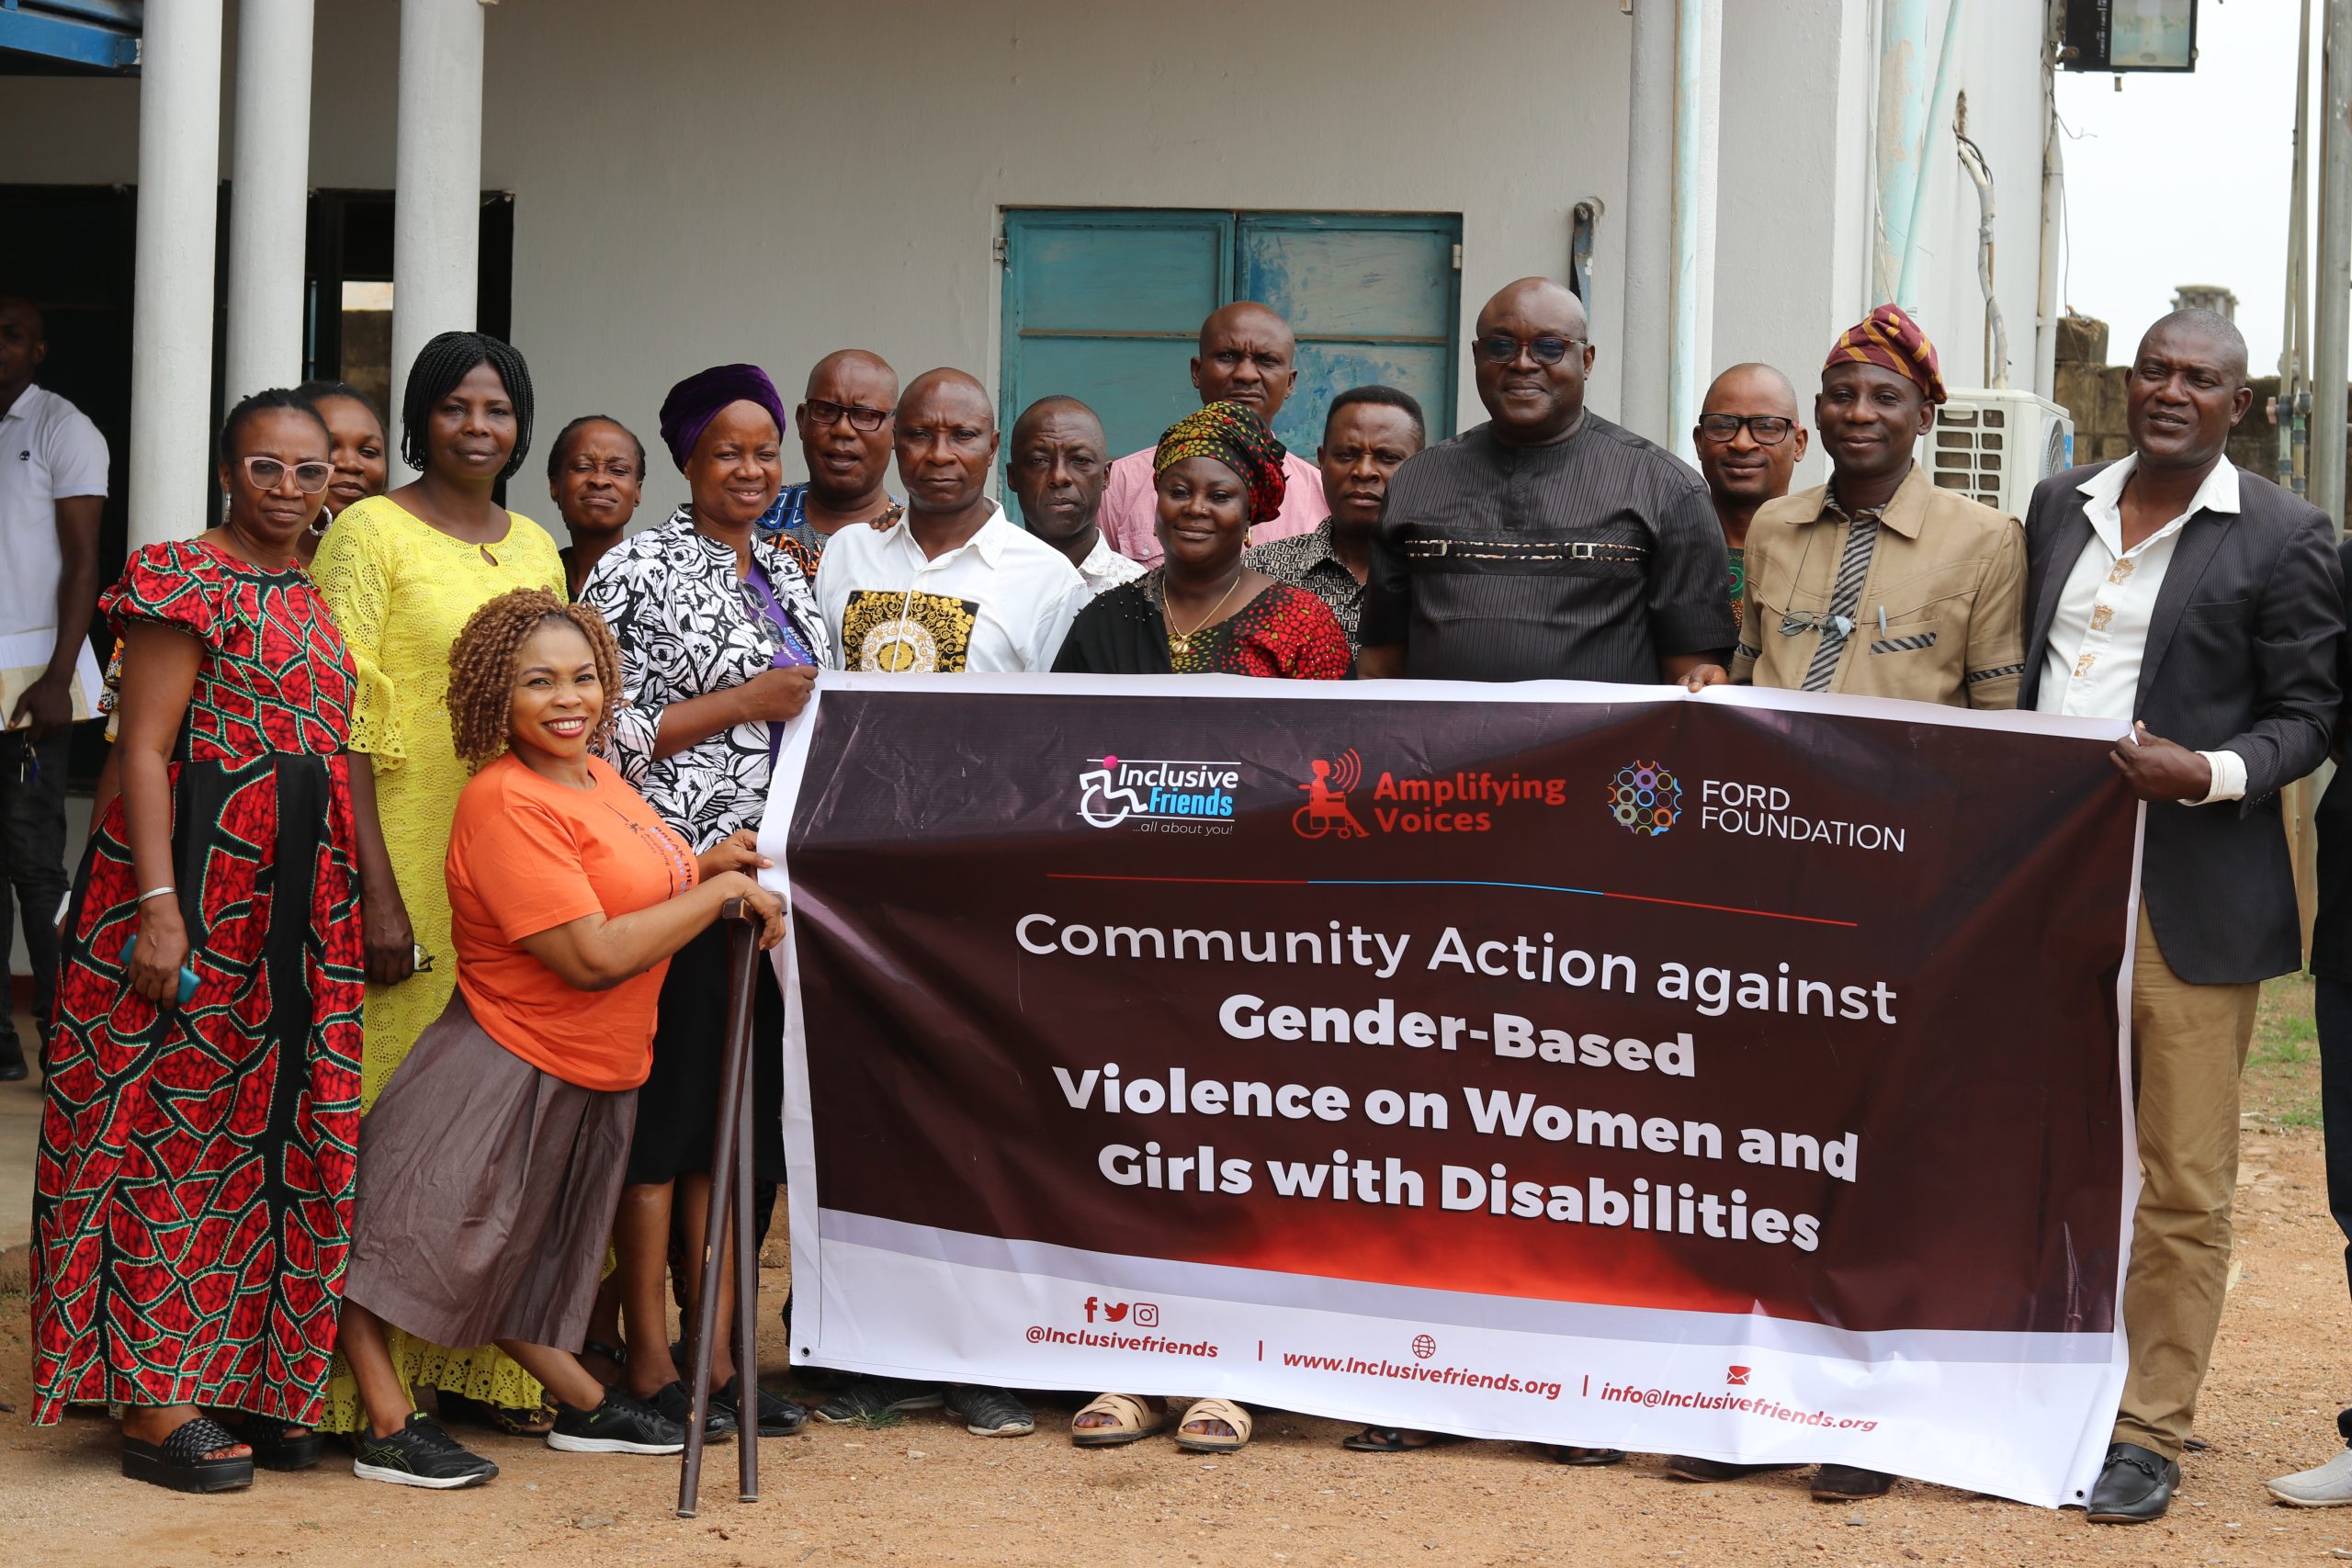 Inclusive
Friends
...all about you!
Amplifying
Voices
FORD
FOUNDATION
Community Action against
Gender-Based
Violence on Women and
Girls with Disabilities
@Inclusivefriends
|
www.Inclusivefriends.org
|
info@Inclusivefriends.org